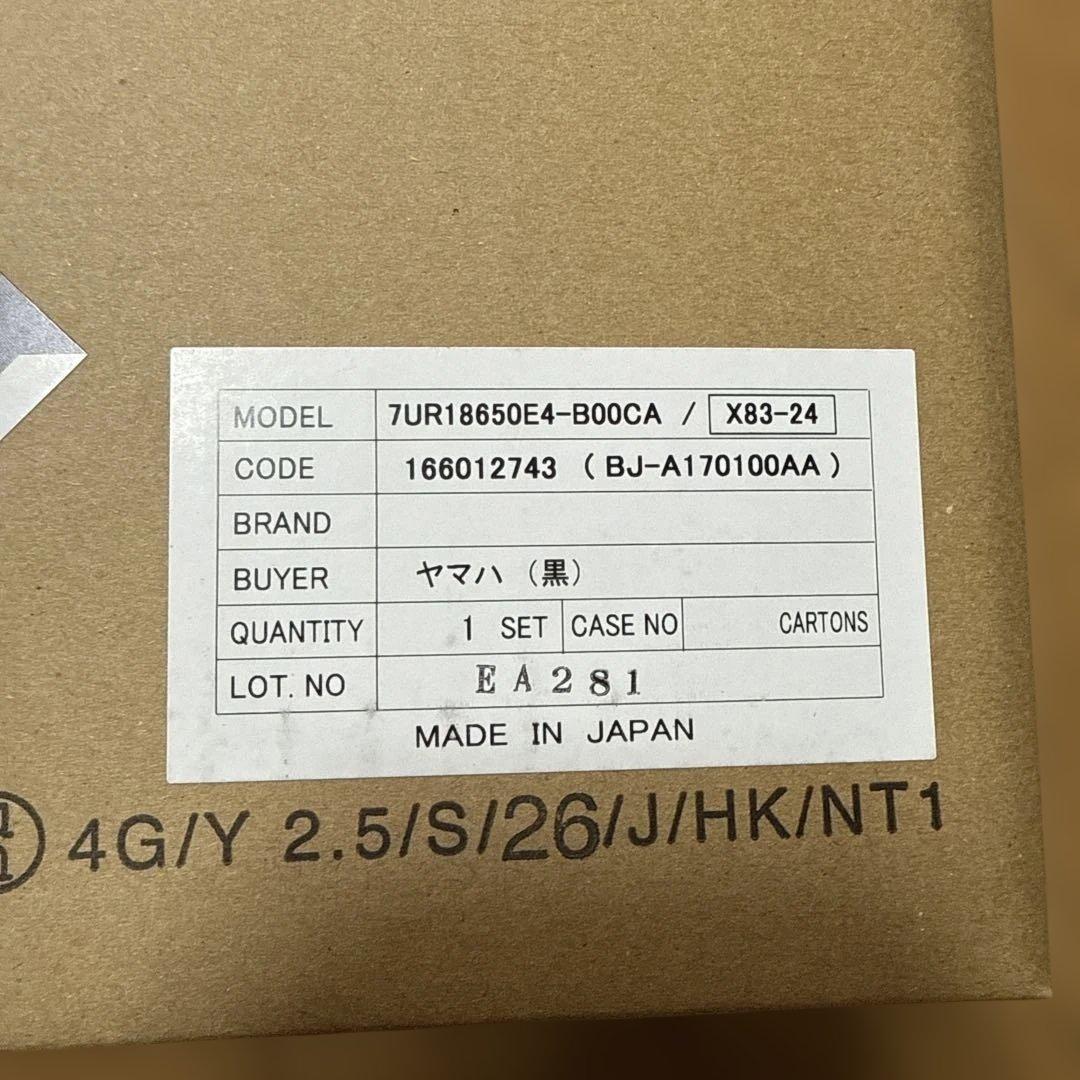 MODEL 7UR18650E4-B00CA / X83-24
CODE 166012743 (BJ-A170100AA)
BRAND
BUYER ヤマハ (黒)
QUANTITY 1 SET CASE NO CARTONS
LOT. NO EA281
MADE IN JAPAN
4G/Y 2.5/S/26/J/HK/NT1